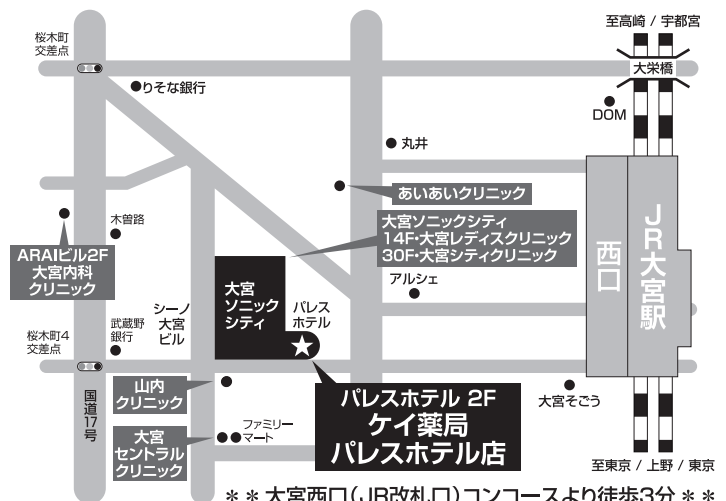 至高崎 / 宇都宮
大栄橋
桜木町
交差点
りそな銀行
DOM
丸井
あいあいクリニック
大宮ソニックシティ
14F・大宮レディスクリニック
30F・大宮シティクリニック
木曽路
ARAIビル2F
大宮内科
クリニック
JR大宮駅
西口
アルシェ
大宮
ソニック
シティ
パレス
ホテル
シーノ
大宮
ビル
武蔵野
銀行
桜木町4
交差点
国道17号
山内
クリニック
大宮
セントラル
クリニック
ファミリー
マート
パレスホテル 2F
ケイ薬局
パレスホテル店
大宮そごう
至東京 / 上野 / 東京
＊＊大宮西口（JR改札口）コンコースより徒歩3分＊＊